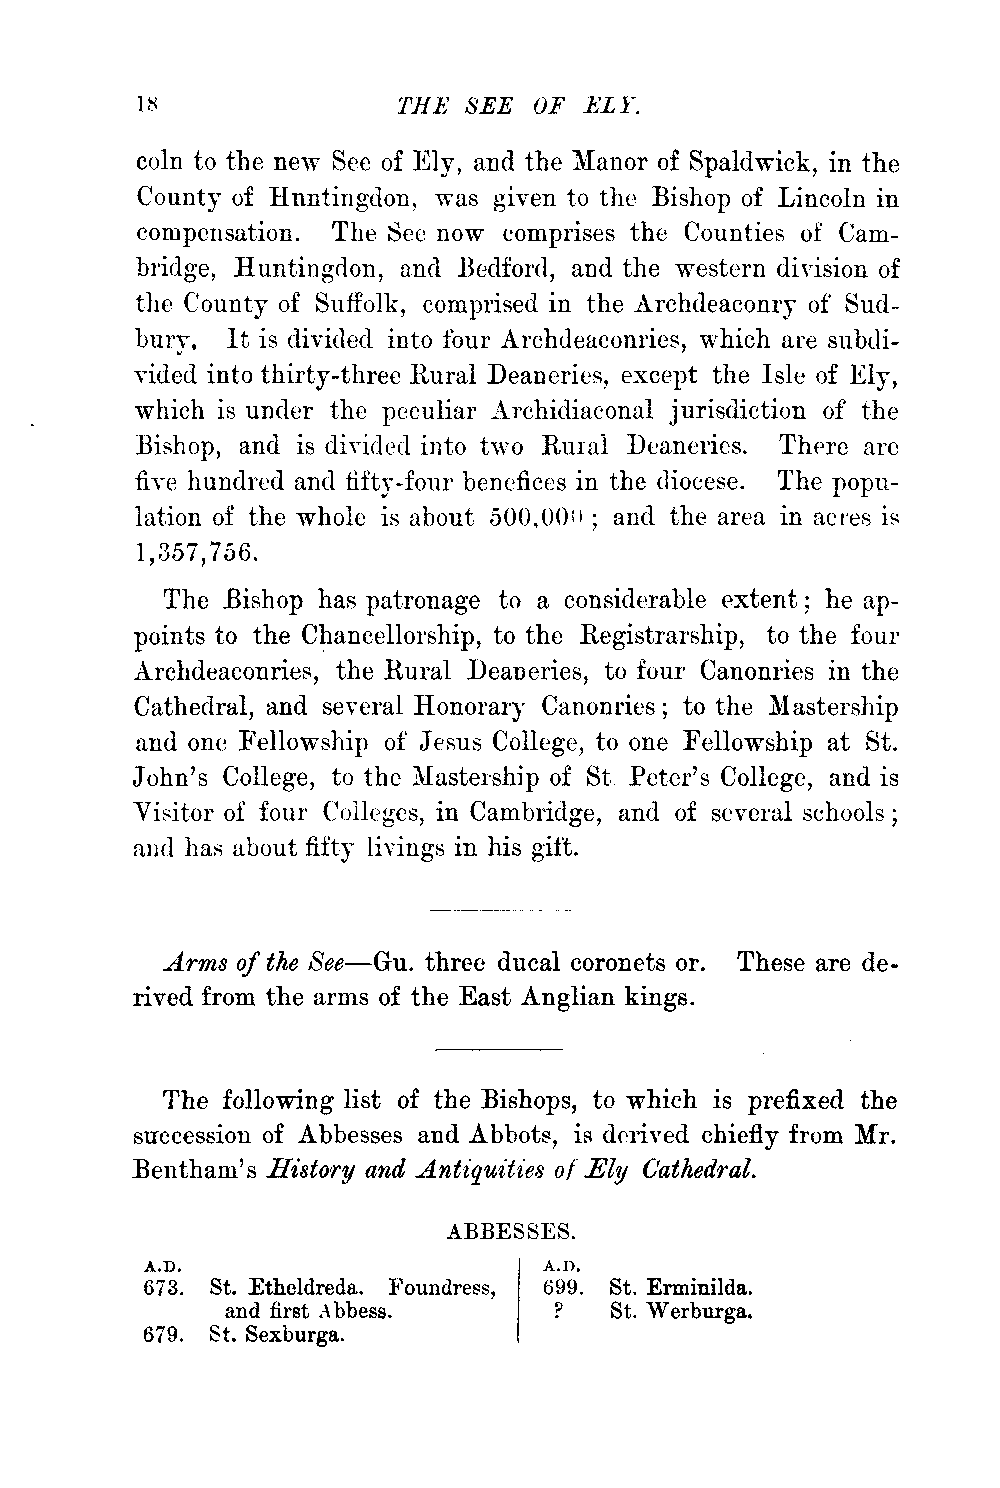 18 THE SEE OF ELY.
coln to the new See of Ely, and the Manor of Spaldwick, in the
County of Huntingdon, was given to the Bishop of Lincoln in
compensation. The See now comprises the Counties of Cam-
bridge, Huntingdon, and Bedford, and the western division of
the County of Suffolk, comprised in the Archdeaconry of Sud-
bury. It is divided into four Archdeaconries, which are subdi-
vided into thirty-three Rural Deaneries, except the Isle of Ely,
which is under the peculiar Archidiaconal jurisdiction of the
Bishop, and is divided into two Rural Deaneries. There are
five hundred and fifty-four benefices in the diocese. The popu-
lation of the whole is about 500,000; and the area in acres is
1,357,756.
The Bishop has patronage to a considerable extent; he ap-
points to the Chancellorship, to the Registrarship, to the four
Archdeaconries, the Rural Deaneries, to four Canonries in the
Cathedral, and several Honorary Canonries; to the Mastership
and one Fellowship of Jesus College, to one Fellowship at St.
John's College, to the Mastership of St. Peter's College, and is
Visitor of four Colleges, in Cambridge, and of several schools;
and has about fifty livings in his gift.
Arms of the See—Gu. three ducal coronets or. These are de-
rived from the arms of the East Anglian kings.
The following list of the Bishops, to which is prefixed the
succession of Abbesses and Abbots, is derived chiefly from Mr.
Bentham's History and Antiquities of Ely Cathedral.
ABBESSES.
A.D.
673. St. Etheldreda. Foundress,
and first Abbess.
679. St. Sexburga.
A.D.
699. St. Erminilda.
? St. Werburga.